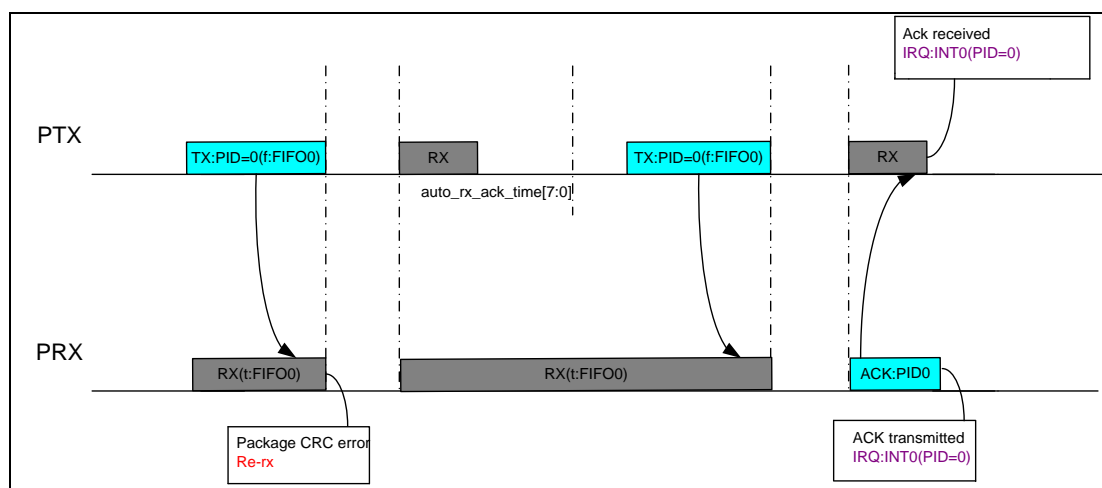 Ack received
IRQ:INT0(PID=0)
PTX
TX:PID=0(f:FIFO0)
RX
TX:PID=0(f:FIFO0)
RX
auto_rx_ack_time[7:0]
PRX
RX(t:FIFO0)
RX(t:FIFO0)
ACK:PID0
Package CRC error
Re-rx
ACK transmitted
IRQ:INT0(PID=0)